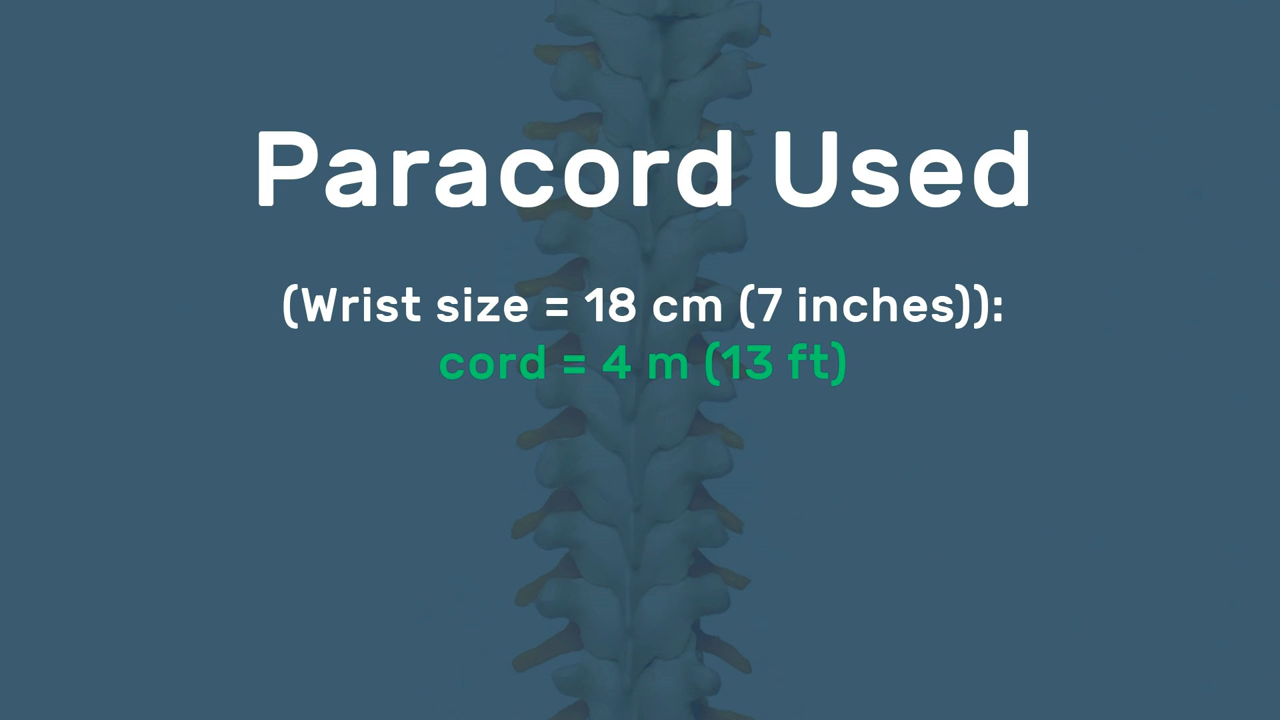 Paracord Used
(Wrist size = 18 cm (7 inches)):
cord = 4 m (13 ft)